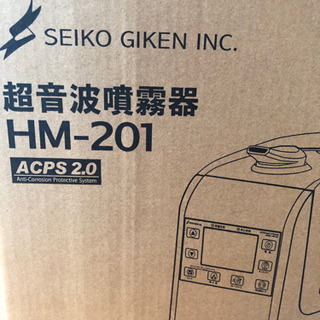 SEIKO GIKEN INC.
超音波噴霧器
HM-201
ACPS 2.0
Anti-Corrosion Protective System